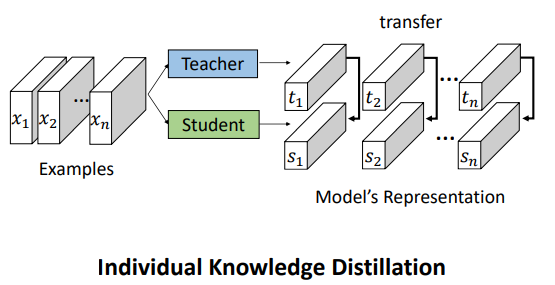 transfer
Teacher
x₁ x₂ ... xₙ
Student
t₁ t₂ ... tₙ
s₁ s₂ ... sₙ
Examples
Model's Representation
Individual Knowledge Distillation